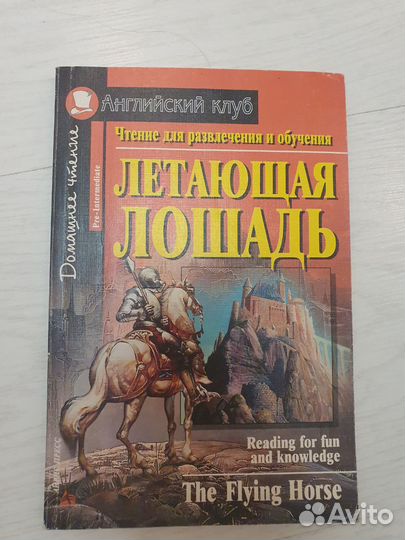 Английский клуб
Чтение для развлечения и обучения
ЛЕТАЮЩАЯ
ЛОШАДЬ
Домашнее чтение
Pre-Intermediate
Reading for fun
and knowledge
The Flying Horse
Avito